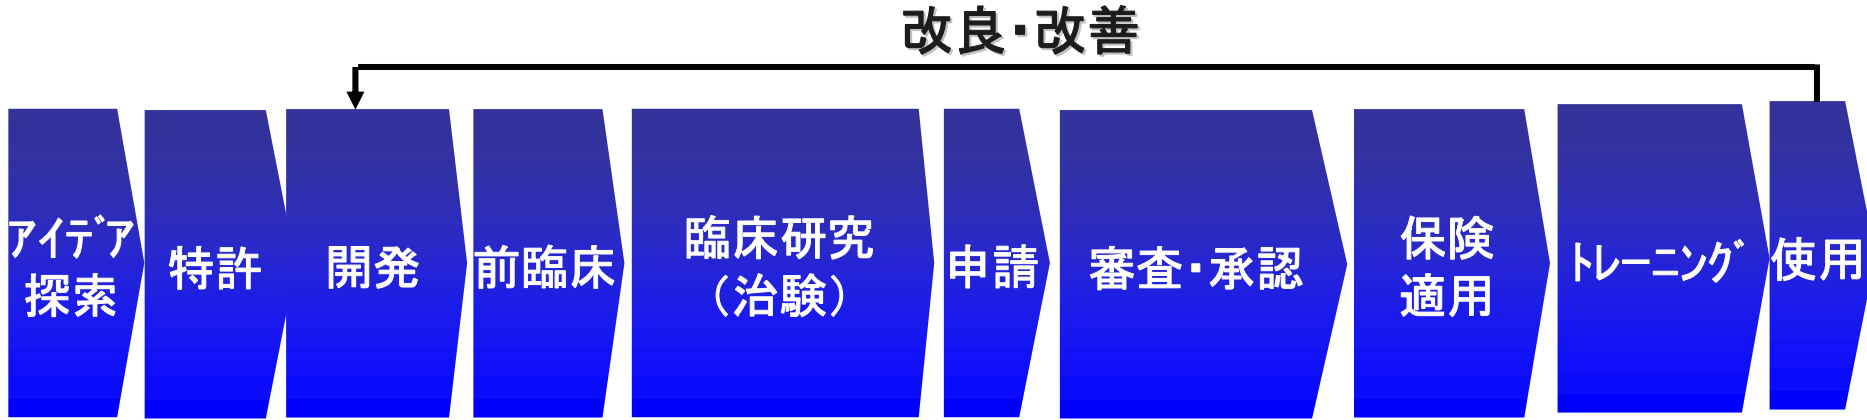 改良・改善
ｱｲﾃﾞｱ
探索
特許
開発
前臨床
臨床研究
（治験）
申請
審査・承認
保険
適用
ﾄﾚｰﾆﾝｸﾞ
使用